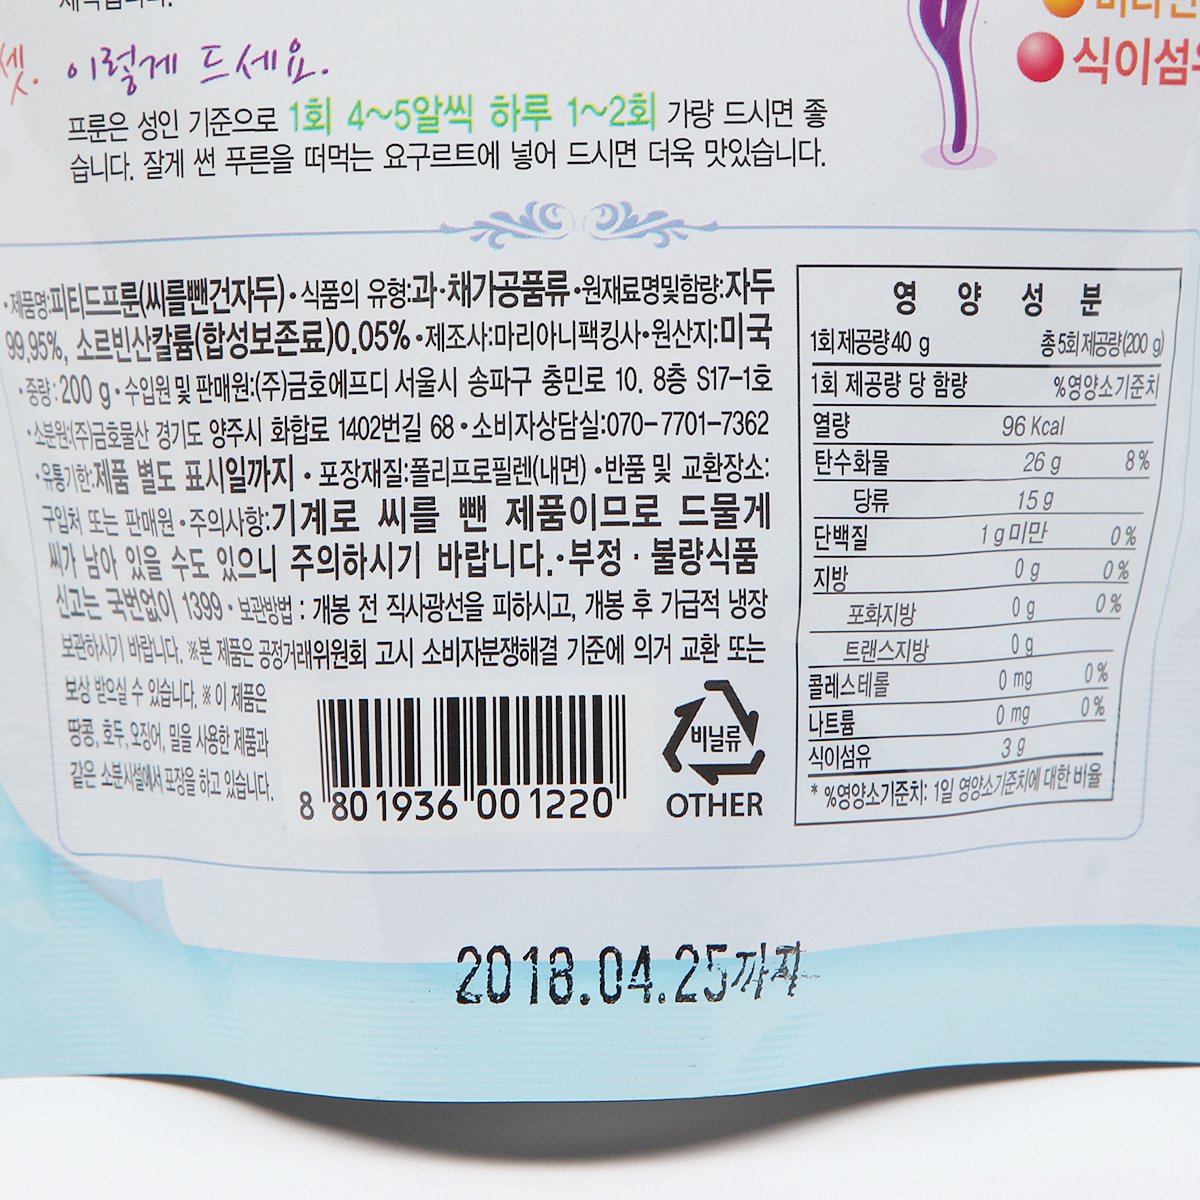 셋. 이렇게 드세요.
프룬은 성인 기준으로 1회 4~5알씩 하루 1~2회 가량 드시면 좋
습니다. 잘게 썬 푸룬을 떠먹는 요구르트에 넣어 드시면 더욱 맛있습니다.
식이섬유
•제품명:피티드프룬(씨를뺀건자두)•식품의 유형:과·채가공품류•원재료명및함량:자두
99.95%, 소르빈산칼륨(합성보존료)0.05%•제조사:마리아니팩킹사•원산지:미국
•중량:200 g•수입원 및 판매원:(주)금호에프디 서울시 송파구 충민로 10. 8층 S17-1호
•소분원:(주)금호물산 경기도 양주시 화합로 1402번길 68•소비자상담실:070-7701-7362
•유통기한:제품 별도 표시일까지•포장재질:폴리프로필렌(내면)•반품 및 교환장소:
구입처 또는 판매원•주의사항:기계로 씨를 뺀 제품이므로 드물게
씨가 남아 있을 수도 있으니 주의하시기 바랍니다.•부정·불량식품
신고는 국번없이 1399•보관방법 : 개봉 전 직사광선을 피하시고, 개봉 후 가급적 냉장
보관하시기 바랍니다. ※본 제품은 공정거래위원회 고시 소비자분쟁해결 기준에 의거 교환 또는
보상 받으실 수 있습니다. ※ 이 제품은
땅콩, 호두, 오징어, 밀을 사용한 제품과
같은 소분시설에서 포장을 하고 있습니다.
8 801936 001220
비닐류
OTHER
영 양 성 분
1회제공량40 g 총5회제공량(200 g)
1회 제공량 당 함량 %영양소기준치
열량 96 Kcal
탄수화물 26 g 8%
당류 15 g
단백질 1 g미만 0%
지방 0 g 0%
포화지방 0 g 0%
트랜스지방 0 g
콜레스테롤 0 mg 0%
나트륨 0 mg 0%
식이섬유 3 g
* %영양소기준치: 1일 영양소기준치에 대한 비율
2018.04.25까지